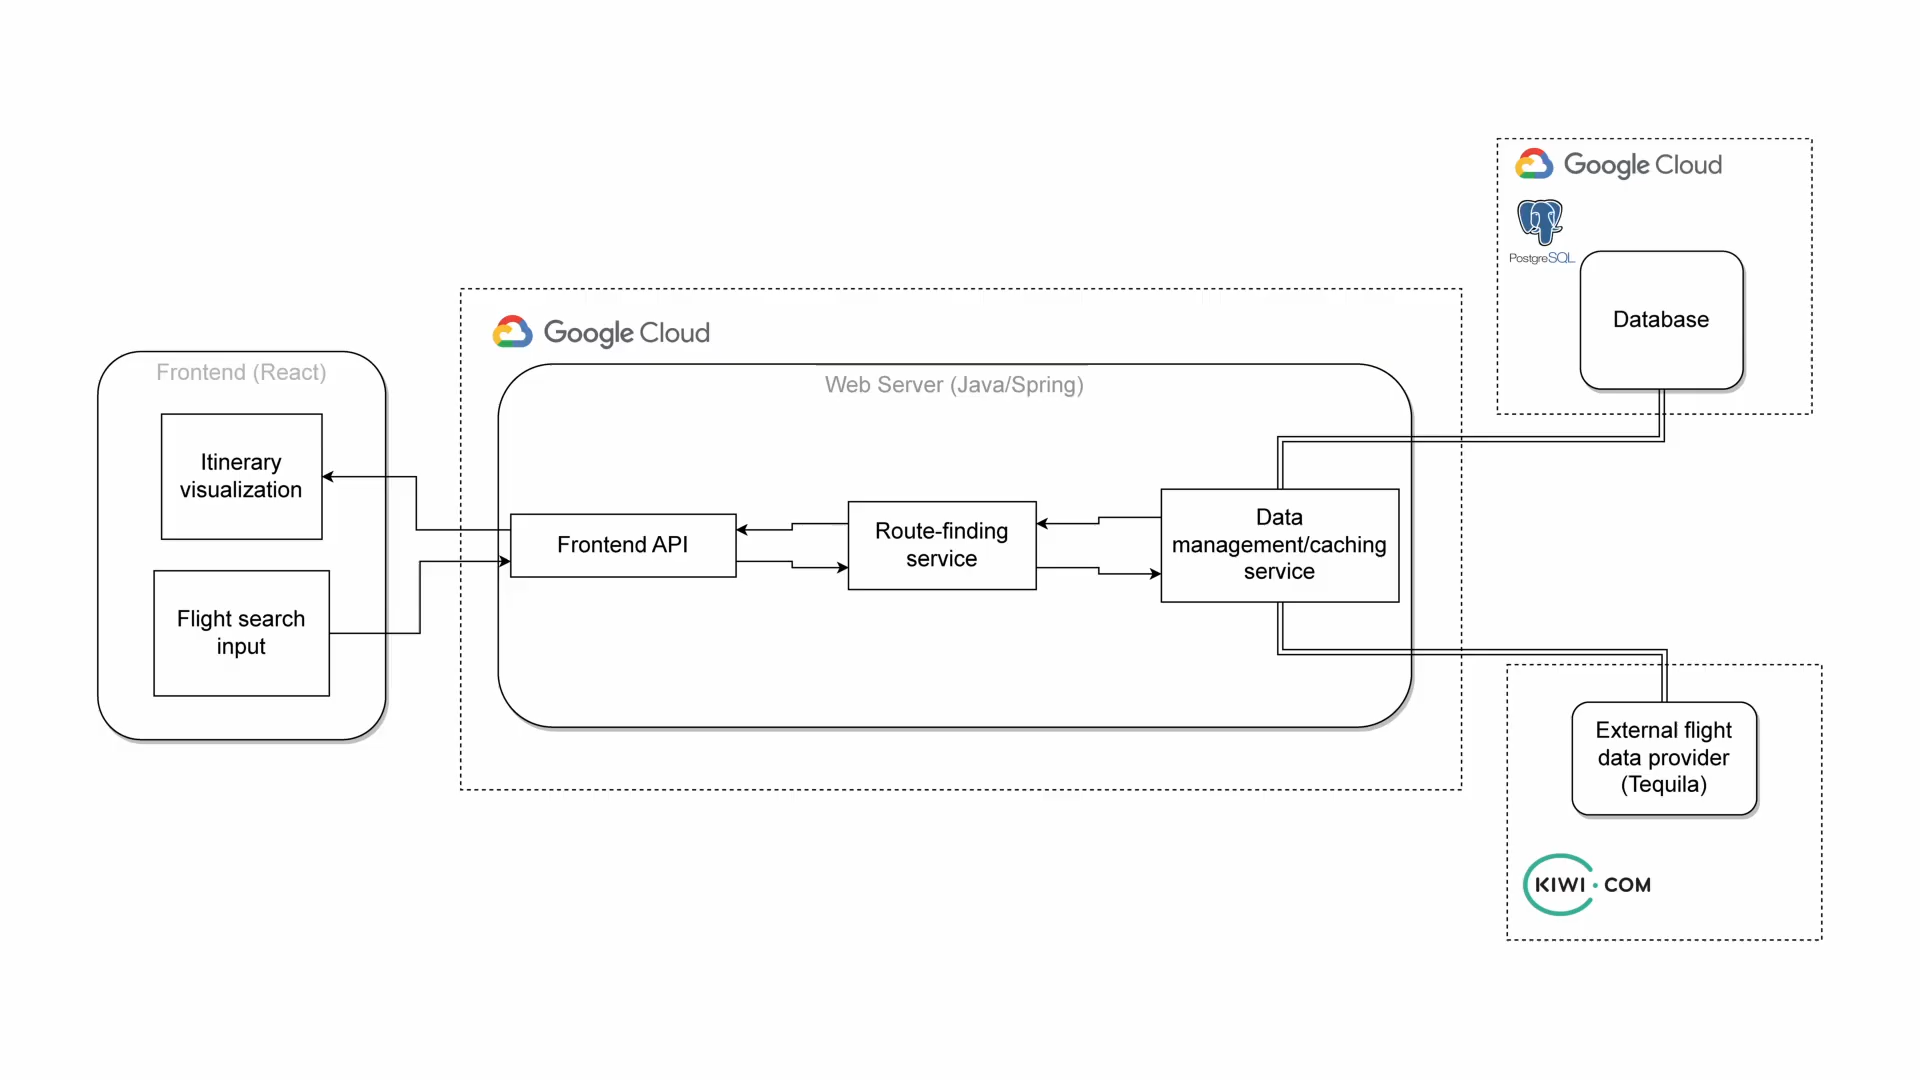 Frontend (React)
Itinerary
visualization
Flight search
input
Google Cloud
Web Server (Java/Spring)
Frontend API
Route-finding
service
Data
management/caching
service
Google Cloud
PostgreSQL
Database
External flight
data provider
(Tequila)
KIWI.COM